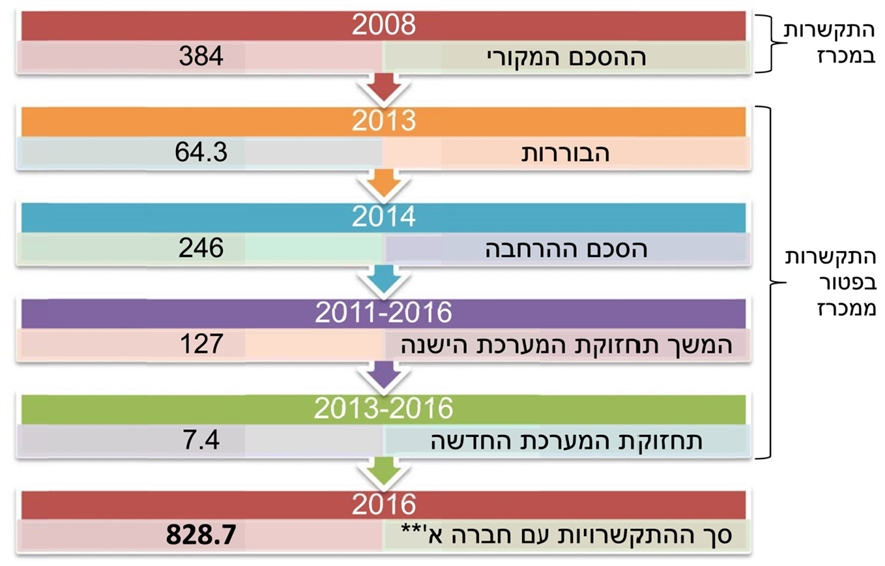 2008
ההסכם המקורי 384
התקשרות
במכרז
2013
הבוררות 64.3
2014
הסכם ההרחבה 246
2011-2016
המשך תחזוקת המערכת הישנה 127
2013-2016
תחזוקת המערכת החדשה 7.4
התקשרות
בפטור
ממכרז
2016
סך ההתקשרויות עם חברה א'** 828.7